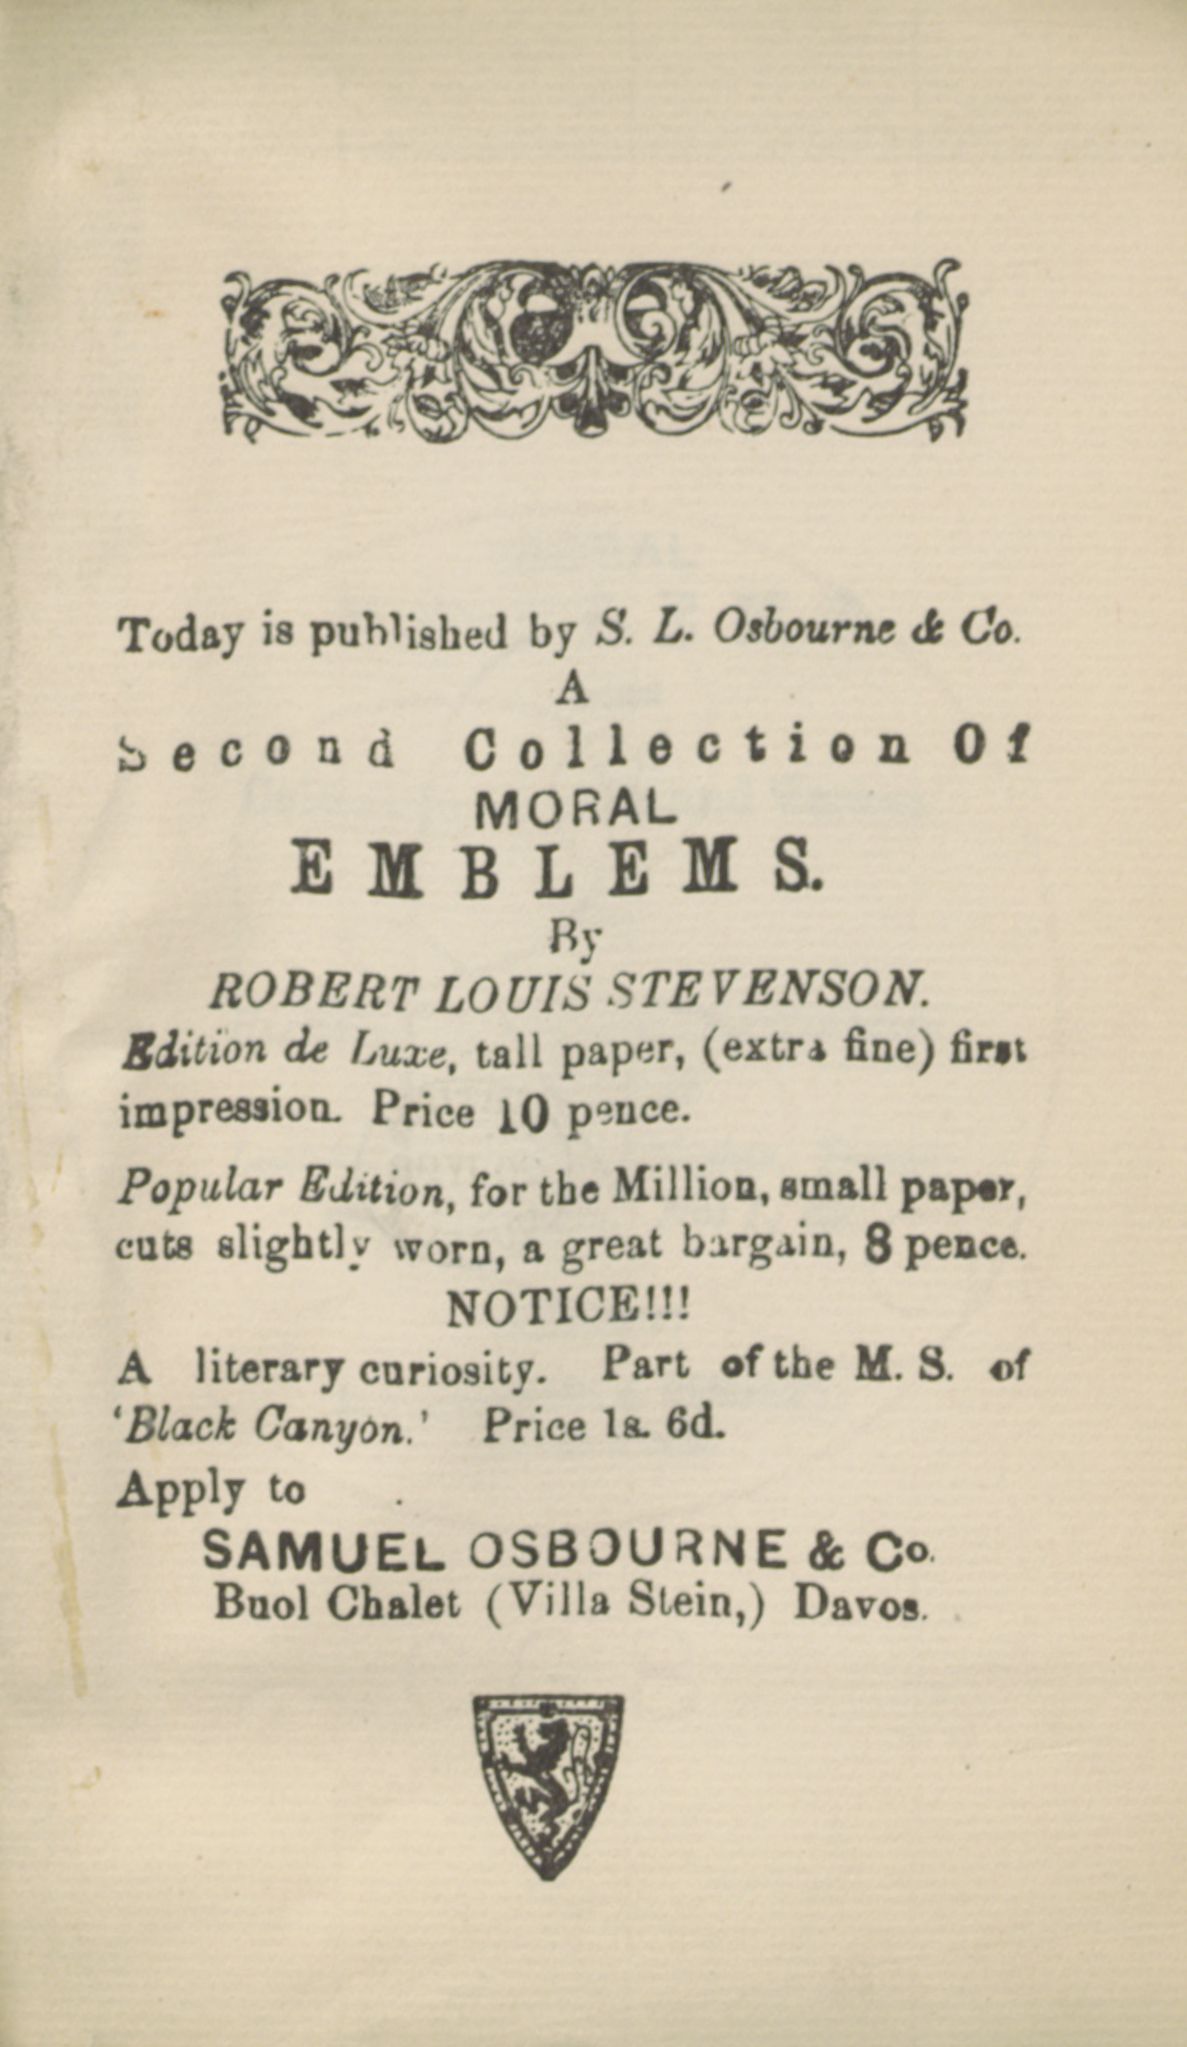 Today is published by S. L. Osbourne & Co.
A
Second Collection Of
MORAL
EMBLEMS.
By
ROBERT LOUIS STEVENSON.
Edition de Luxe, tall paper, (extra fine) first
impression. Price 10 pence.
Popular Edition, for the Million, small paper,
cuts slightly worn, a great bargain, 8 pence.
NOTICE!!!
A literary curiosity. Part of the M. S. of
'Black Canyon.' Price 1s. 6d.
Apply to
SAMUEL OSBOURNE & Co.
Buol Chalet (Villa Stein,) Davos.